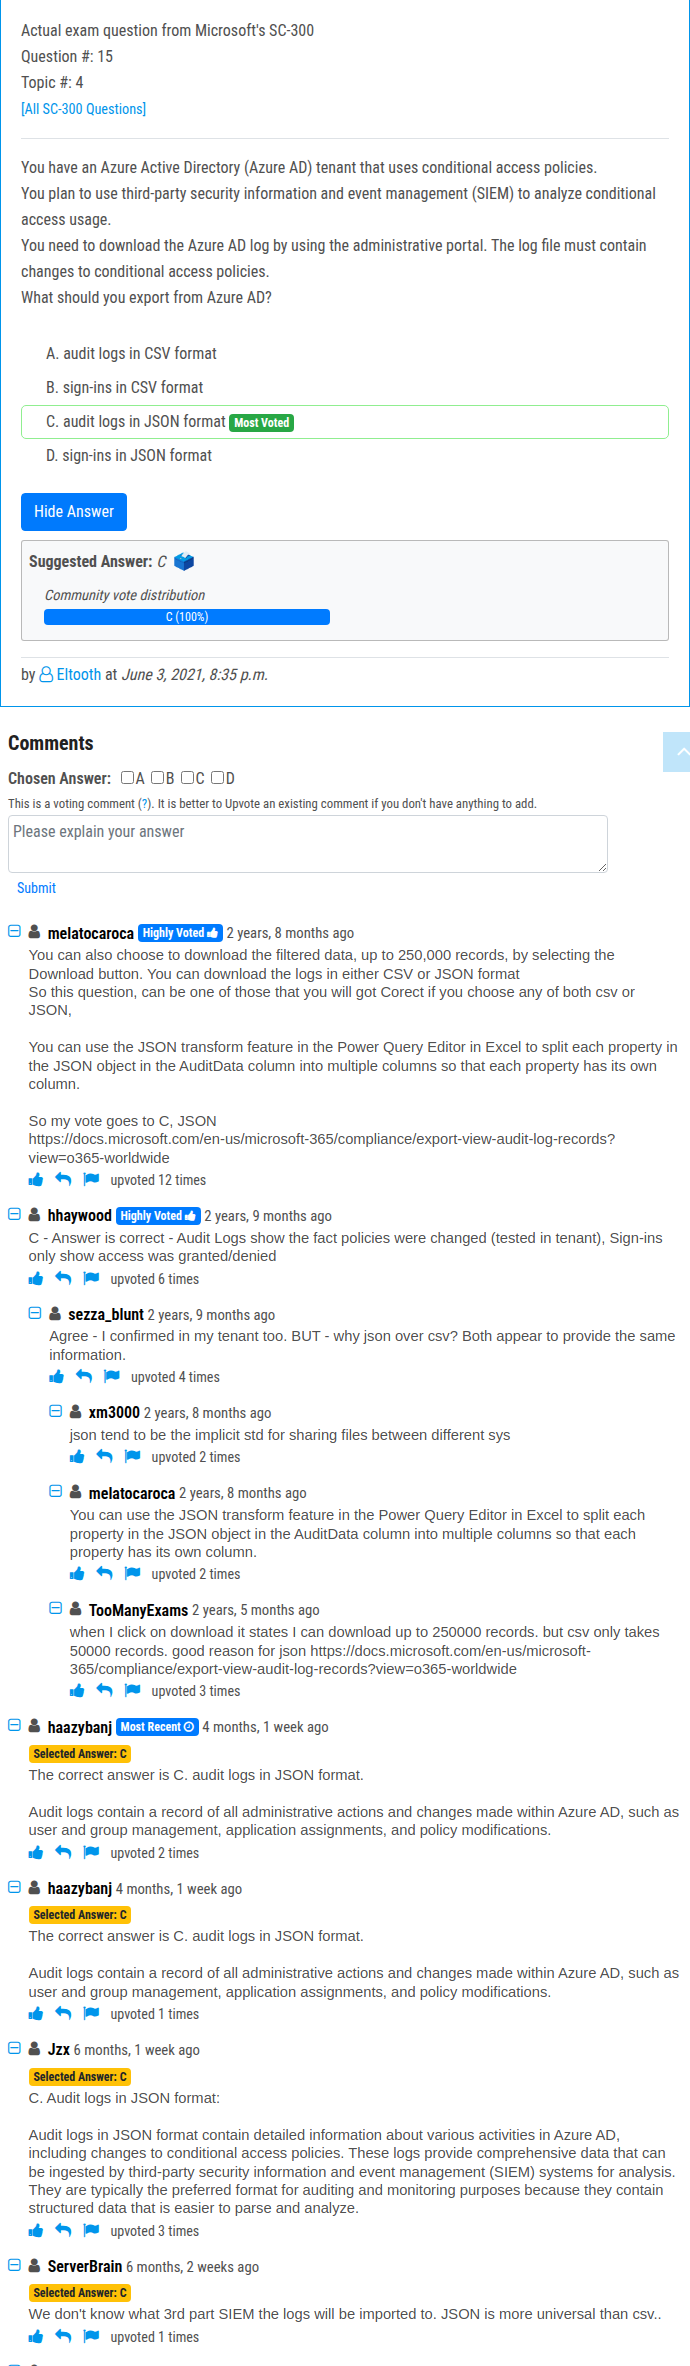 Actual exam question from Microsoft's SC-300
Question #: 15
Topic #: 4
[All SC-300 Questions]
You have an Azure Active Directory (Azure AD) tenant that uses conditional access policies.
You plan to use third-party security information and event management (SIEM) to analyze conditional
access usage.
You need to download the Azure AD log by using the administrative portal. The log file must contain
changes to conditional access policies.
What should you export from Azure AD?
A. audit logs in CSV format
B. sign-ins in CSV format
C. audit logs in JSON format Most Voted
D. sign-ins in JSON format
Hide Answer
Suggested Answer: C
Community vote distribution
C (100%)
by Eltooth at June 3, 2021, 8:35 p.m.
Comments
Chosen Answer: A B C D
This is a voting comment (?). It is better to Upvote an existing comment if you don't have anything to add.
Please explain your answer
Submit
melatocaroca Highly Voted 2 years, 8 months ago
You can also choose to download the filtered data, up to 250,000 records, by selecting the
Download button. You can download the logs in either CSV or JSON format
So this question, can be one of those that you will got Corect if you choose any of both csv or
JSON,
You can use the JSON transform feature in the Power Query Editor in Excel to split each property in
the JSON object in the AuditData column into multiple columns so that each property has its own
column.
So my vote goes to C, JSON
https://docs.microsoft.com/en-us/microsoft-365/compliance/export-view-audit-log-records?
view=o365-worldwide
upvoted 12 times
hhaywood Highly Voted 2 years, 9 months ago
C - Answer is correct - Audit Logs show the fact policies were changed (tested in tenant), Sign-ins
only show access was granted/denied
upvoted 6 times
sezza_blunt 2 years, 9 months ago
Agree - I confirmed in my tenant too. BUT - why json over csv? Both appear to provide the same
information.
upvoted 4 times
xm3000 2 years, 8 months ago
json tend to be the implicit std for sharing files between different sys
upvoted 2 times
melatocaroca 2 years, 8 months ago
You can use the JSON transform feature in the Power Query Editor in Excel to split each
property in the JSON object in the AuditData column into multiple columns so that each
property has its own column.
upvoted 2 times
TooManyExams 2 years, 5 months ago
when I click on download it states I can download up to 250000 records. but csv only takes
50000 records. good reason for json https://docs.microsoft.com/en-us/microsoft-
365/compliance/export-view-audit-log-records?view=o365-worldwide
upvoted 3 times
haazybanj Most Recent 4 months, 1 week ago
Selected Answer: C
The correct answer is C. audit logs in JSON format.
Audit logs contain a record of all administrative actions and changes made within Azure AD, such as
user and group management, application assignments, and policy modifications.
upvoted 2 times
haazybanj 4 months, 1 week ago
Selected Answer: C
The correct answer is C. audit logs in JSON format.
Audit logs contain a record of all administrative actions and changes made within Azure AD, such as
user and group management, application assignments, and policy modifications.
upvoted 1 times
Jzx 6 months, 1 week ago
Selected Answer: C
C. Audit logs in JSON format:
Audit logs in JSON format contain detailed information about various activities in Azure AD,
including changes to conditional access policies. These logs provide comprehensive data that can
be ingested by third-party security information and event management (SIEM) systems for analysis.
They are typically the preferred format for auditing and monitoring purposes because they contain
structured data that is easier to parse and analyze.
upvoted 3 times
ServerBrain 6 months, 2 weeks ago
Selected Answer: C
We don't know what 3rd part SIEM the logs will be imported to. JSON is more universal than csv..
upvoted 1 times